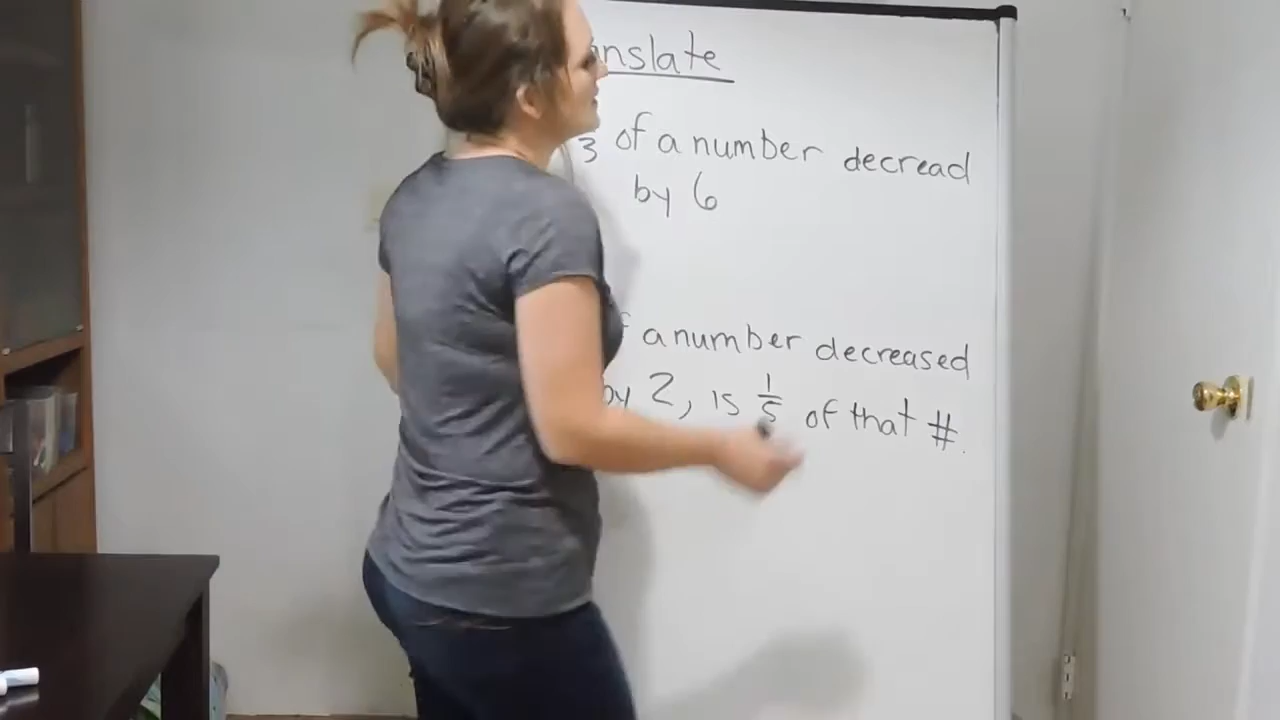 nslate
3 of a number decread
by 6
a number decreased
by 2, is 1/5 of that #.